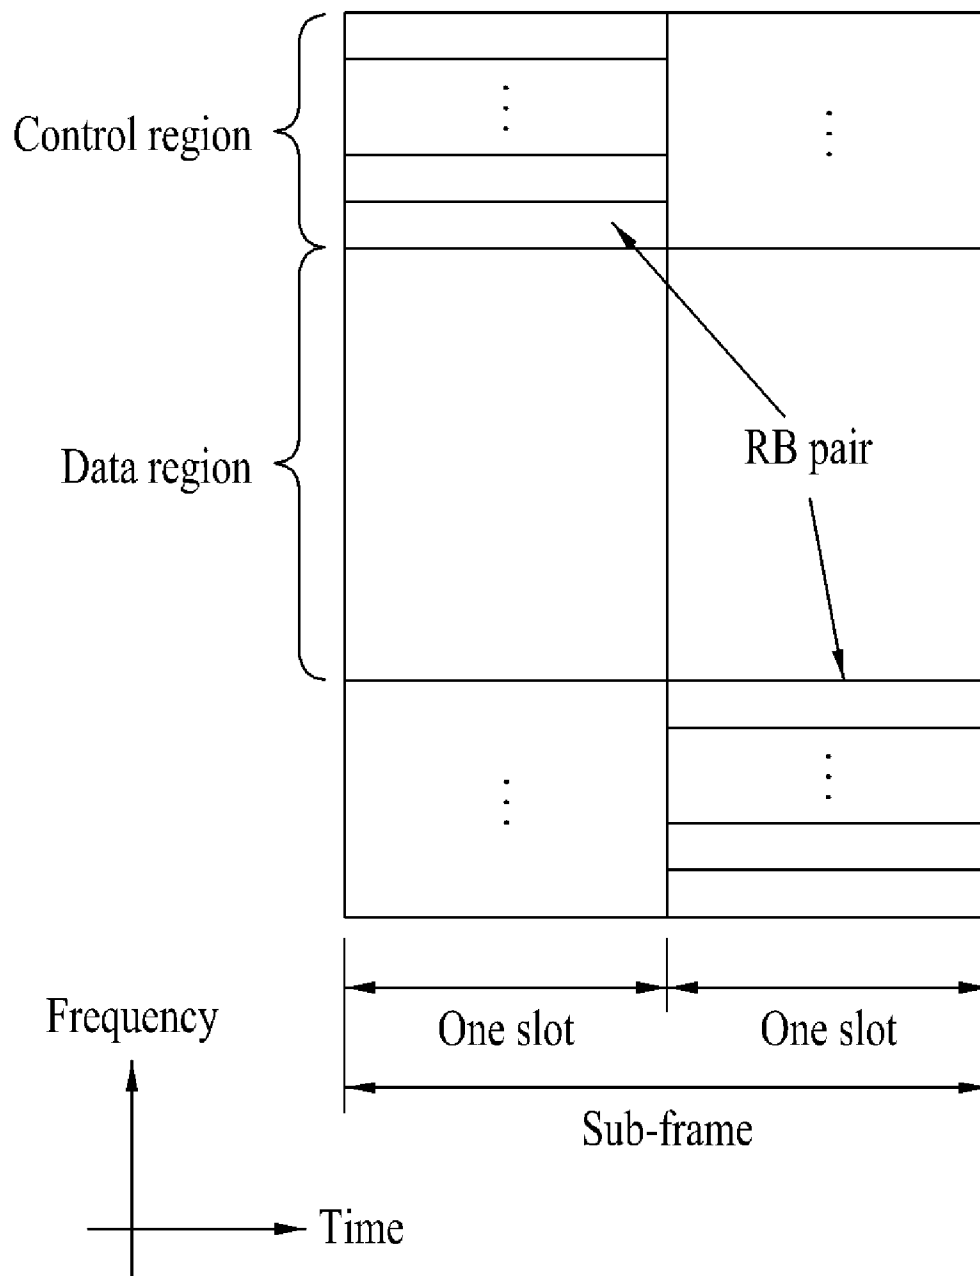 Control region
Data region
RB pair
One slot
One slot
Sub-frame
Frequency
Time